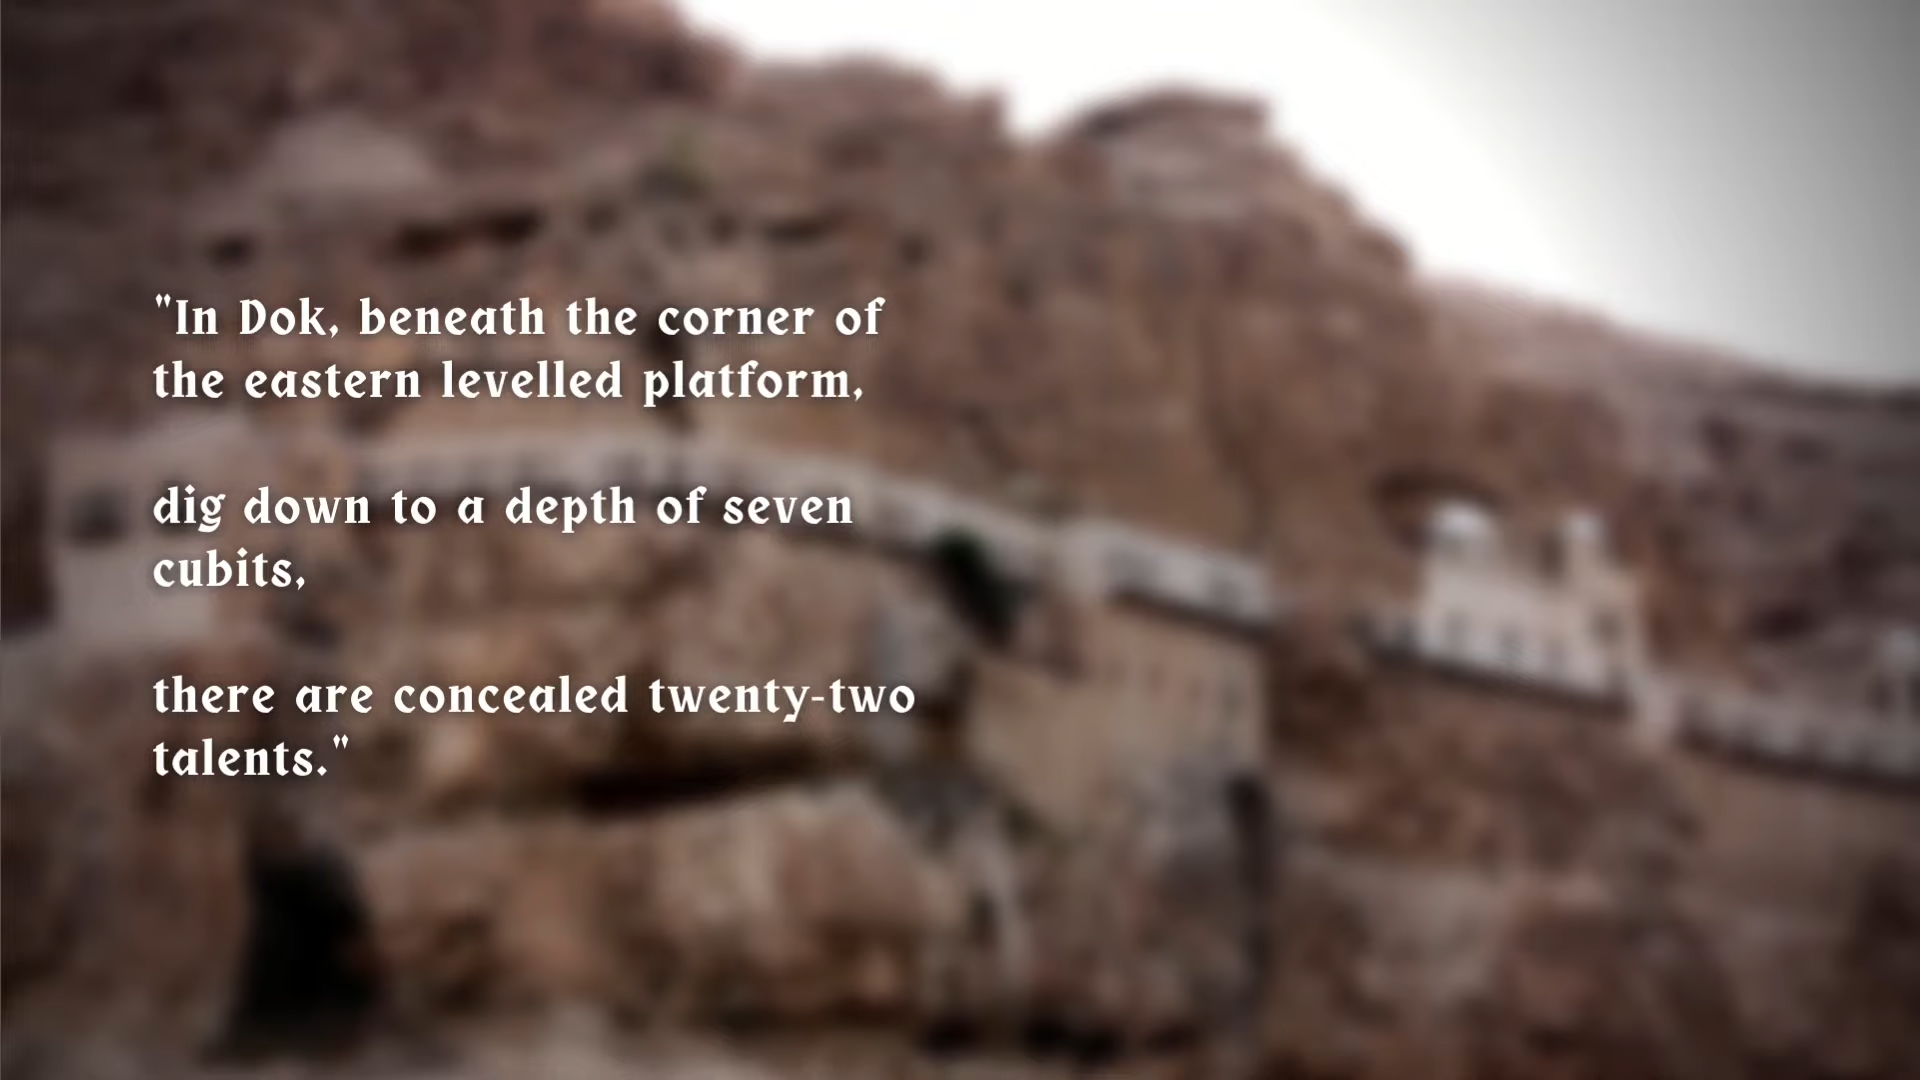 "In Dok, beneath the corner of
the eastern levelled platform,
dig down to a depth of seven
cubits,
there are concealed twenty-two
talents."